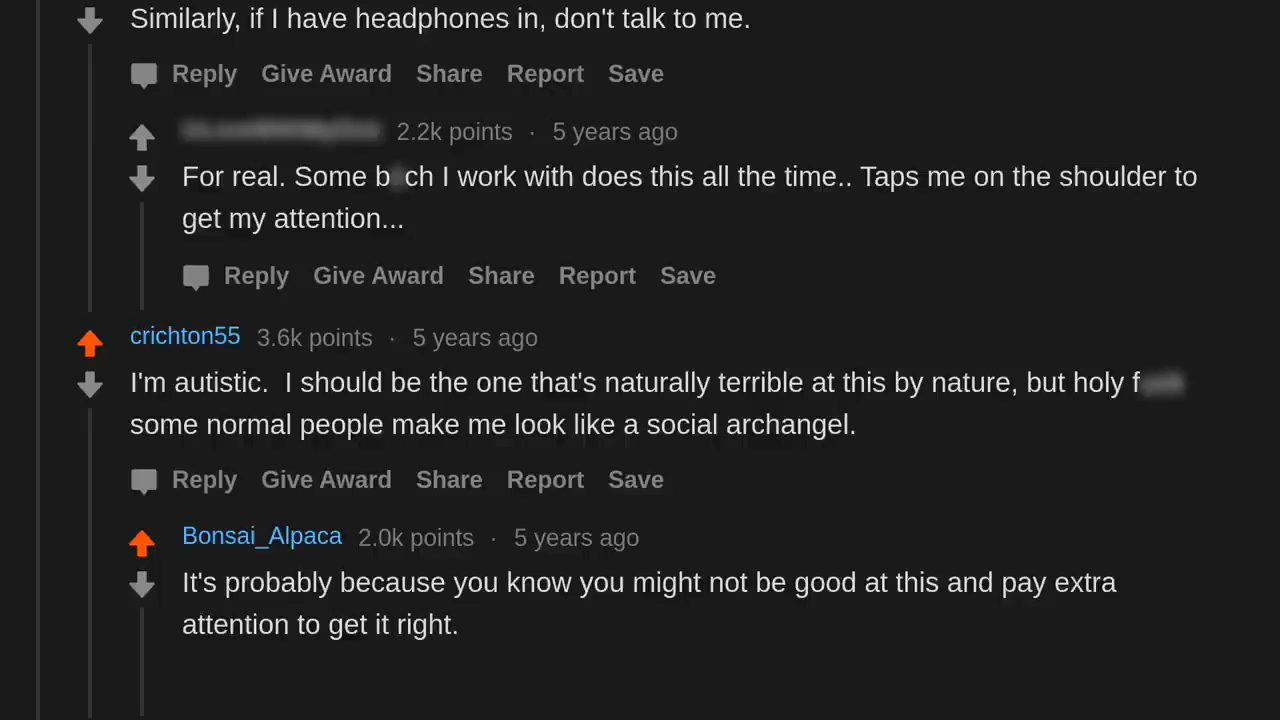 Similarly, if I have headphones in, don't talk to me.
Reply Give Award Share Report Save
2.2k points · 5 years ago
For real. Some b ch I work with does this all the time.. Taps me on the shoulder to
get my attention...
Reply Give Award Share Report Save
crichton55 3.6k points · 5 years ago
I'm autistic.  I should be the one that's naturally terrible at this by nature, but holy f
some normal people make me look like a social archangel.
Reply Give Award Share Report Save
Bonsai_Alpaca 2.0k points · 5 years ago
It's probably because you know you might not be good at this and pay extra
attention to get it right.